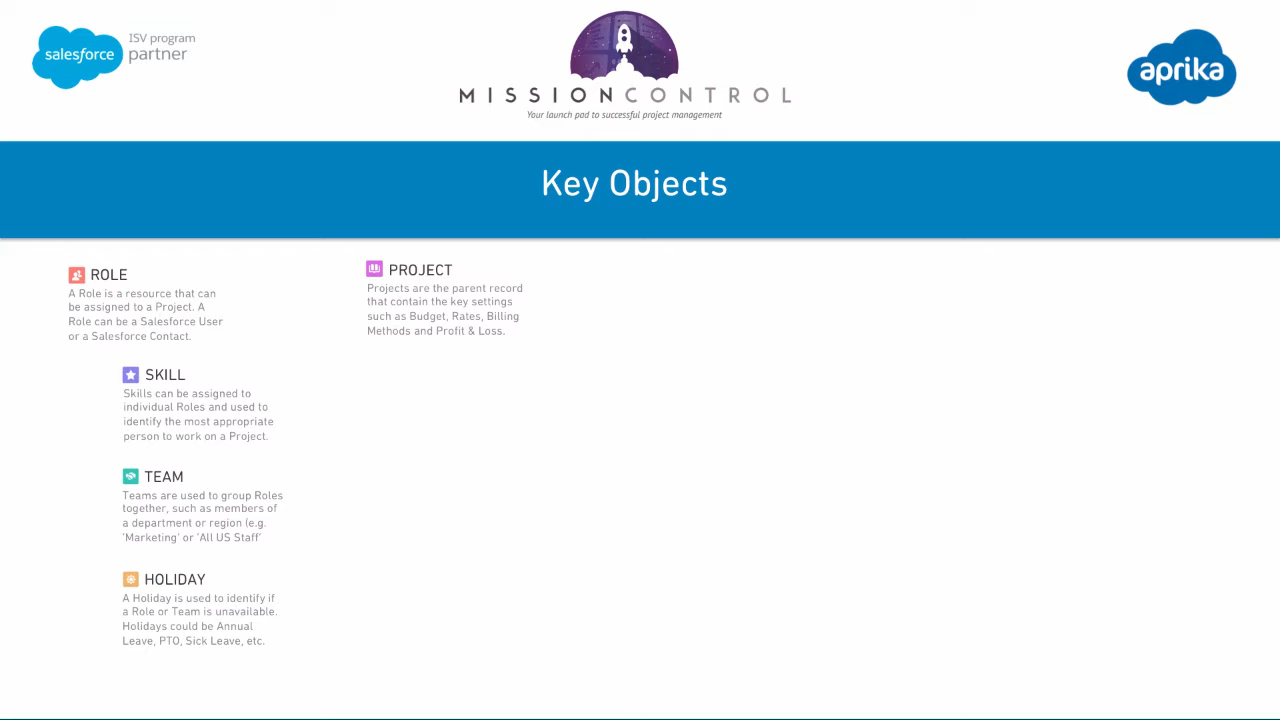 salesforce
ISV program
partner
MISSIONCONTROL
Your launch pad to successful project management
aprika
Key Objects
ROLE
A Role is a resource that can
be assigned to a Project. A
Role can be a Salesforce User
or a Salesforce Contact.
SKILL
Skills can be assigned to
individual Roles and used to
identify the most appropriate
person to work on a Project.
TEAM
Teams are used to group Roles
together, such as members of
a department or region (e.g.
'Marketing' or 'All US Staff'
HOLIDAY
A Holiday is used to identify if
a Role or Team is unavailable.
Holidays could be Annual
Leave, PTO, Sick Leave, etc.
PROJECT
Projects are the parent record
that contain the key settings
such as Budget, Rates, Billing
Methods and Profit & Loss.